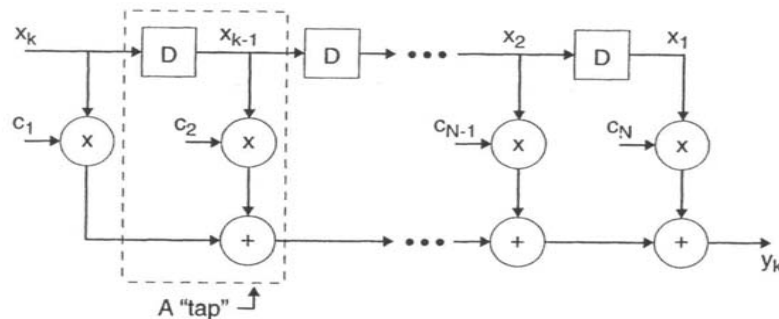 x_k
D
x_{k-1}
D
x_2
D
x_1
c_1
x
c_2
x
c_{N-1}
x
c_N
x
+
+
+
y_k
A "tap"